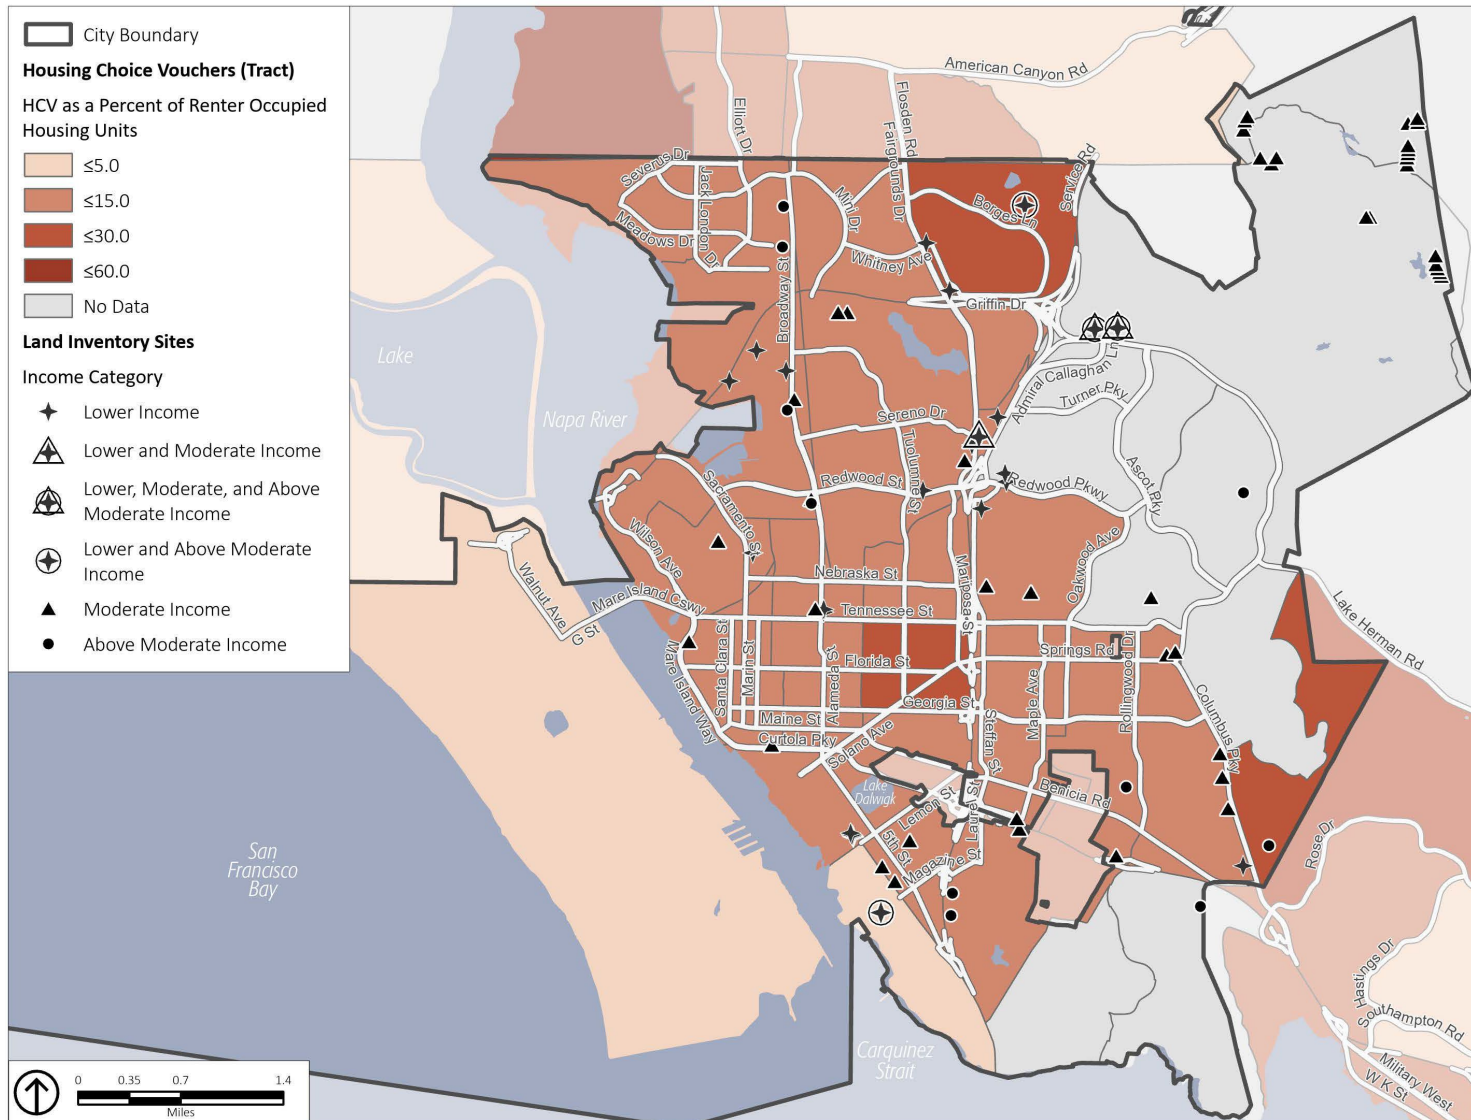 City Boundary
Housing Choice Vouchers (Tract)
HCV as a Percent of Renter Occupied
Housing Units
≤5.0
≤15.0
≤30.0
≤60.0
No Data
Land Inventory Sites
Income Category
Lower Income
Lower and Moderate Income
Lower, Moderate, and Above
Moderate Income
Lower and Above Moderate
Income
Moderate Income
Above Moderate Income
American Canyon Rd
Elliott Dr
Flosden Rd
Fairgrounds Dr
Service Rd
Severus Dr
Jack London Dr
Meadows Dr
Mini Dr
Borges Ln
Whitney Ave
Broadway St
Griffin Dr
Lake
Napa River
Admiral Callaghan Ln
Turner Pky
Sereno Dr
Tuolumne St
Ascot Pky
Redwood St
Redwood Pkwy
Sacramento St
Wilson Ave
Oakwood Ave
Nebraska St
Mariposa St
Walnut Ave
G St
Mare Island Cswy
Tennessee St
Lake Herman Rd
Santa Clara St
Marin St
Alameda St
Florida St
Springs Rd
Rollingwood Dr
Maple Ave
Mare Island Way
Georgia St
Maine St
Curtola Pky
Solano Ave
Steffan St
Columbus Pky
Lake
Dalwigk
Lemon St
Laurel St
Benicia Rd
5th St
Magazine St
Rose Dr
San
Francisco
Bay
Hastings Dr
Southampton Rd
Military West
W K St
Carquinez
Strait
0 0.35 0.7 1.4
Miles